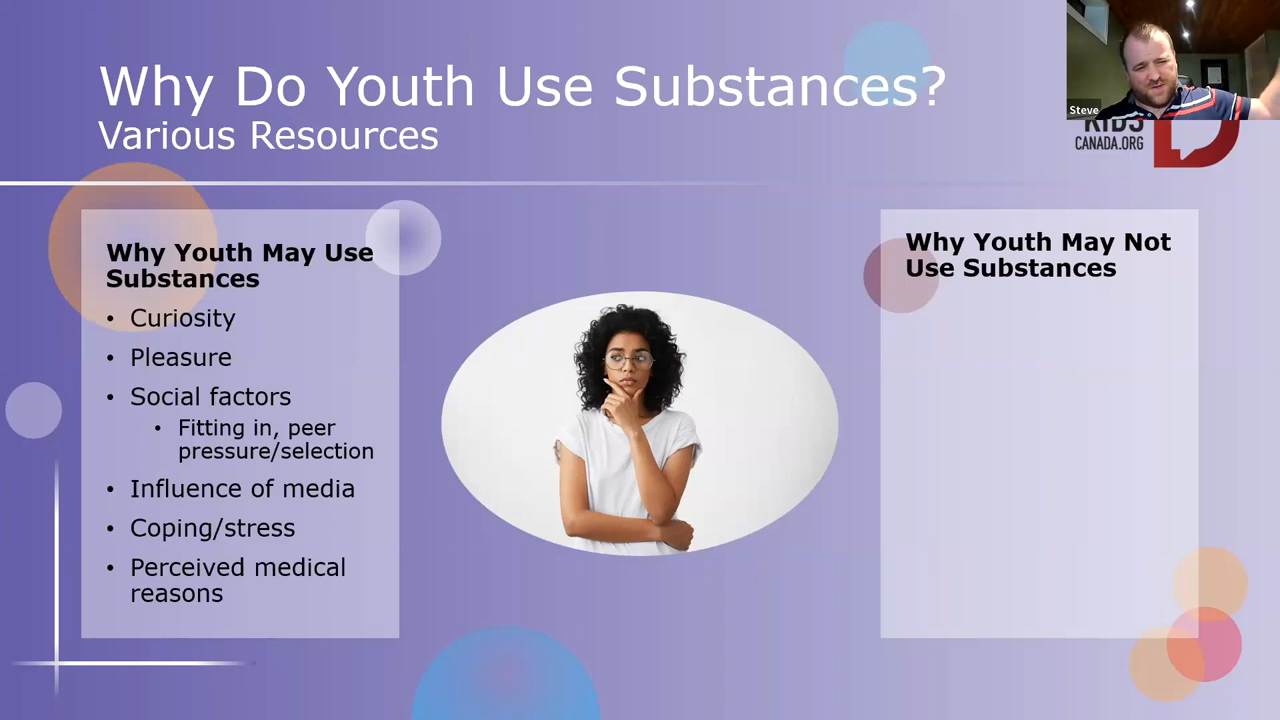 Why Do Youth Use Substances?
Various Resources
Steve
KIDS
CANADA.ORG
Why Youth May Use
Substances
• Curiosity
• Pleasure
• Social factors
• Fitting in, peer
pressure/selection
• Influence of media
• Coping/stress
• Perceived medical
reasons
Why Youth May Not
Use Substances